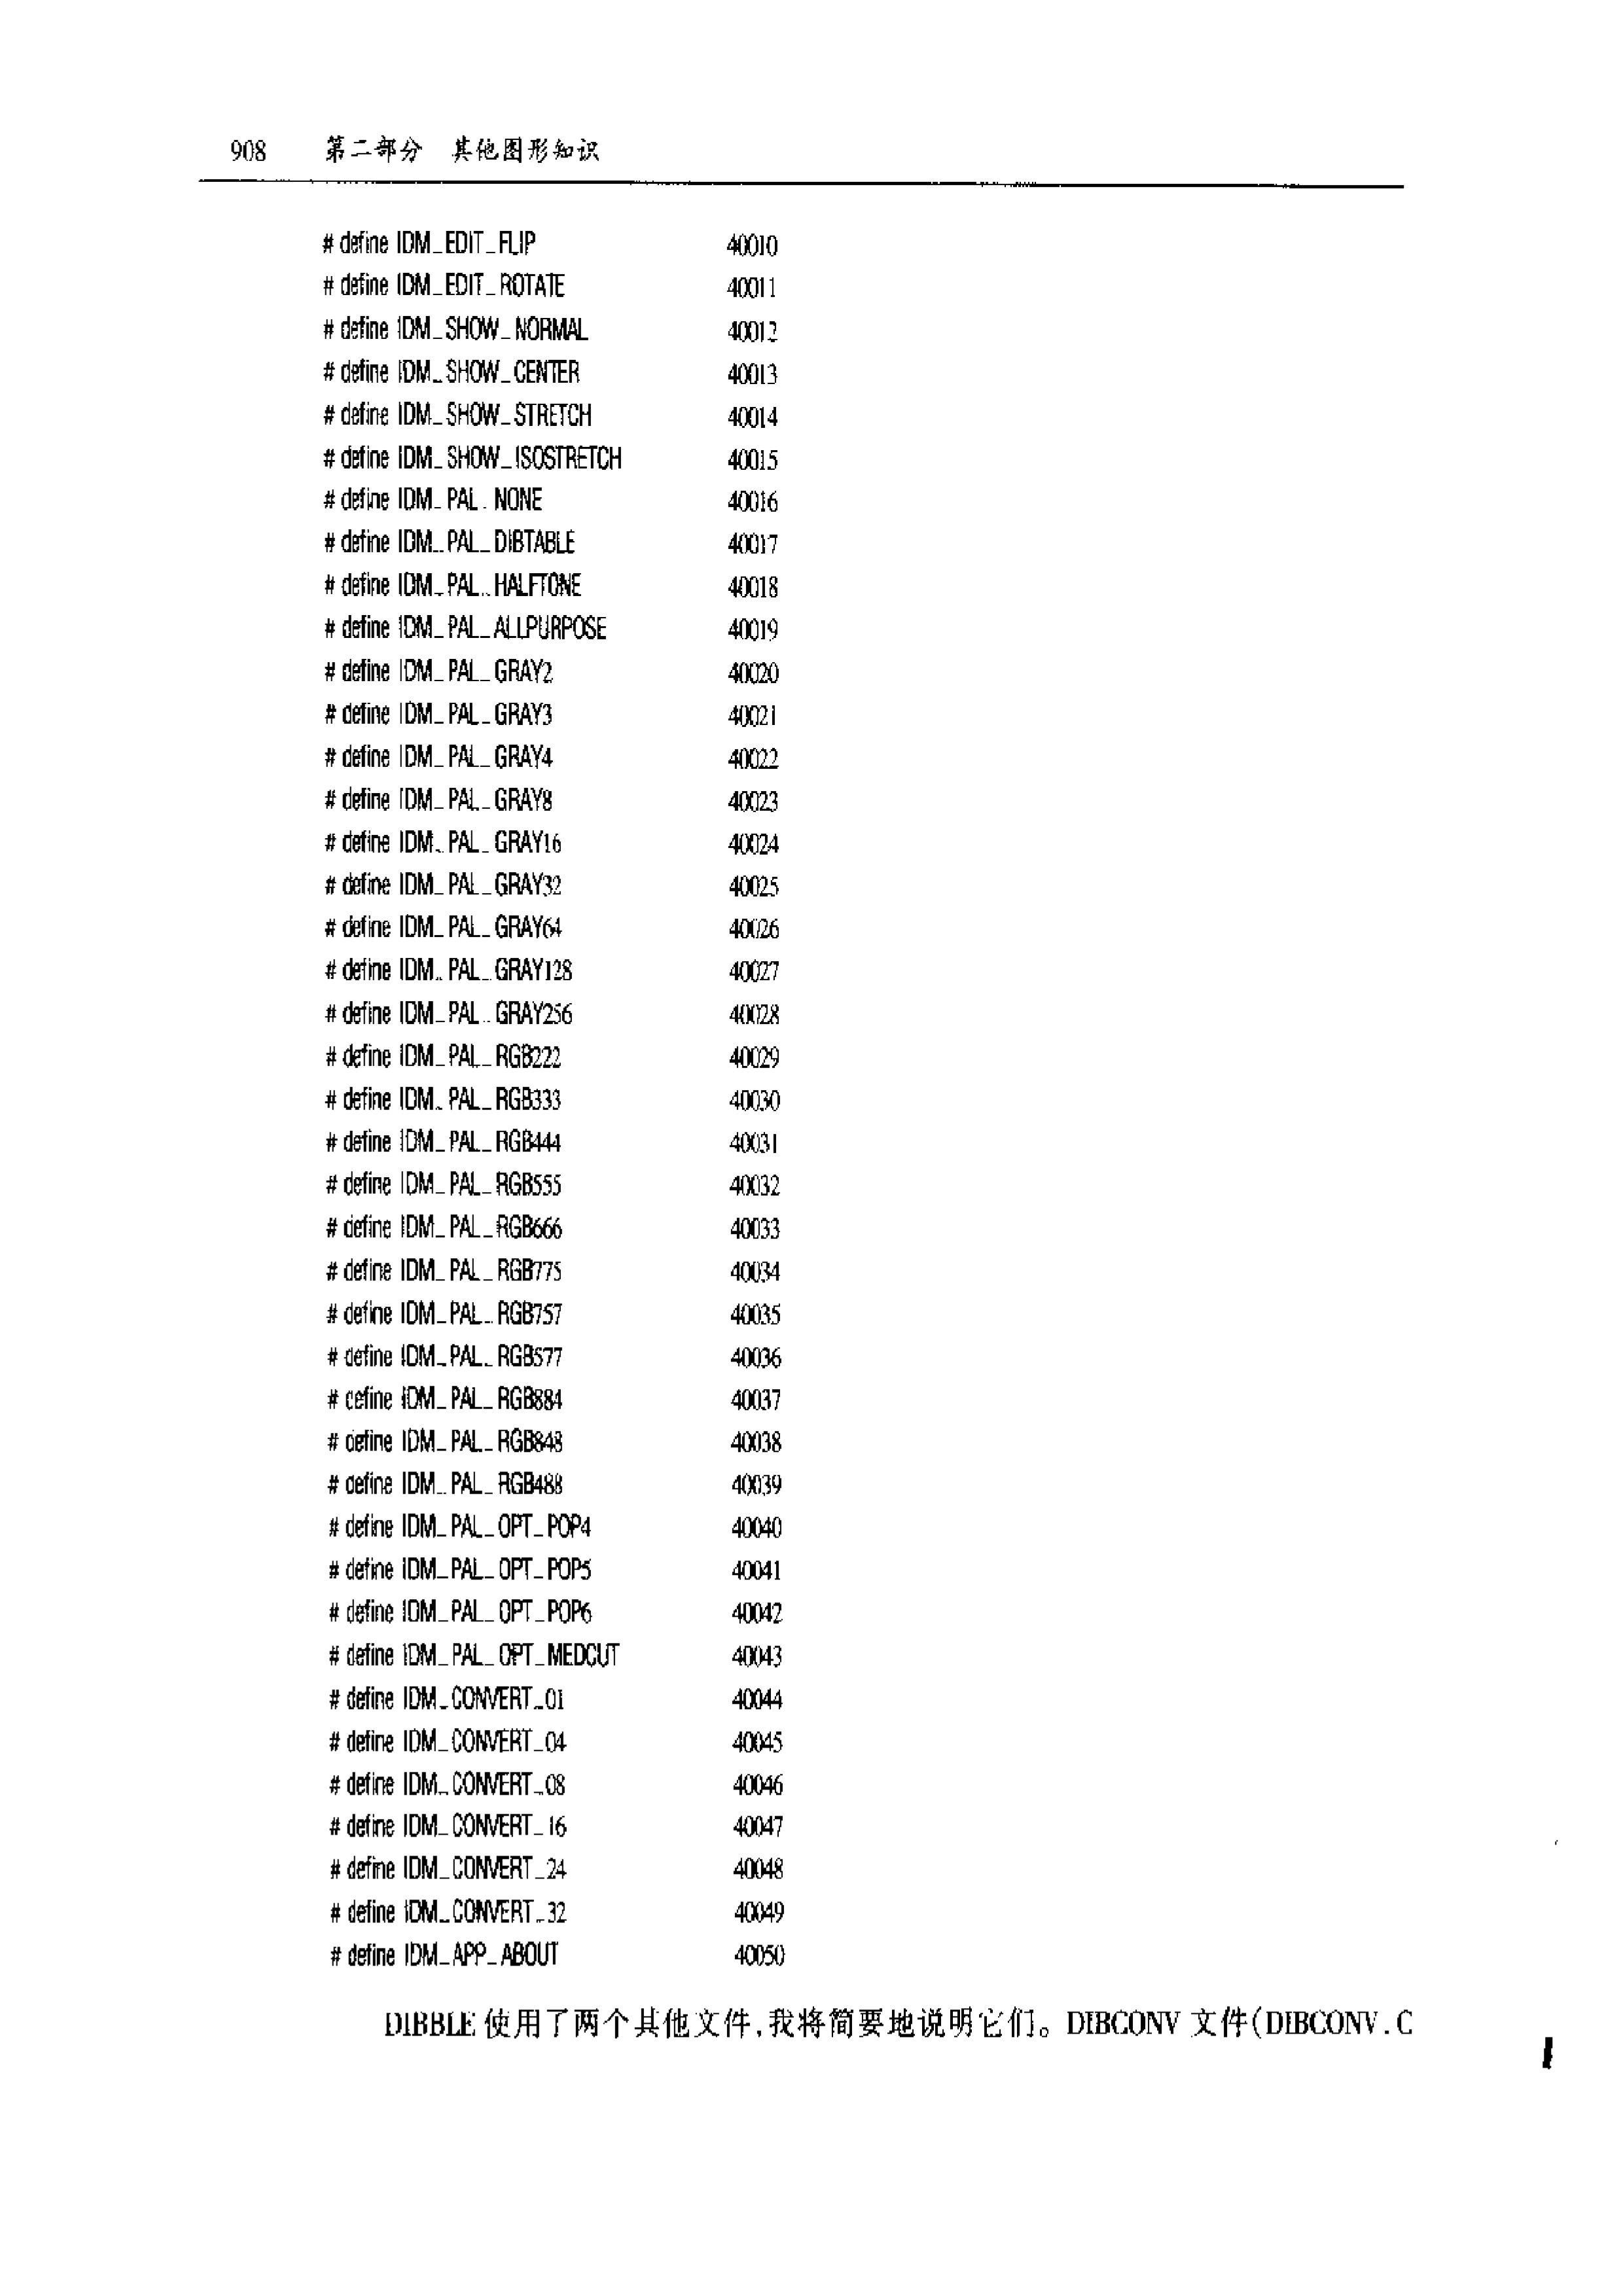 908 第二部分 其他图形知识
# define IDM_EDIT_FLIP 40010
# define IDM_EDIT_ROTATE 40011
# define IDM_SHOW_NORMAL 40012
# define IDM_SHOW_CENTER 40013
# define IDM_SHOW_STRETCH 40014
# define IDM_SHOW_ISOSTRETCH 40015
# define IDM_PAL_NONE 40016
# define IDM_PAL_DIBTABLE 40017
# define IDM_PAL_HALFTONE 40018
# define IDM_PAL_ALLPURPOSE 40019
# define IDM_PAL_GRAY2 40020
# define IDM_PAL_GRAY3 40021
# define IDM_PAL_GRAY4 40022
# define IDM_PAL_GRAY8 40023
# define IDM_PAL_GRAY16 40024
# define IDM_PAL_GRAY32 40025
# define IDM_PAL_GRAY64 40026
# define IDM_PAL_GRAY128 40027
# define IDM_PAL_GRAY256 40028
# define IDM_PAL_RGB222 40029
# define IDM_PAL_RGB333 40030
# define IDM_PAL_RGB444 40031
# define IDM_PAL_RGB555 40032
# define IDM_PAL_RGB666 40033
# define IDM_PAL_RGB775 40034
# define IDM_PAL_RGB757 40035
# define IDM_PAL_RGB577 40036
# define IDM_PAL_RGB884 40037
# define IDM_PAL_RGB848 40038
# define IDM_PAL_RGB488 40039
# define IDM_PAL_OPT_POP4 40040
# define IDM_PAL_OPT_POP5 40041
# define IDM_PAL_OPT_POP6 40042
# define IDM_PAL_OPT_MEDCUT 40043
# define IDM_CONVERT_01 40044
# define IDM_CONVERT_04 40045
# define IDM_CONVERT_08 40046
# define IDM_CONVERT_16 40047
# define IDM_CONVERT_24 40048
# define IDM_CONVERT_32 40049
# define IDM_APP_ABOUT 40050
DIBBLE 使用了两个其他文件,我将简要地说明它们。DIBCONV 文件(DIBCONV.C